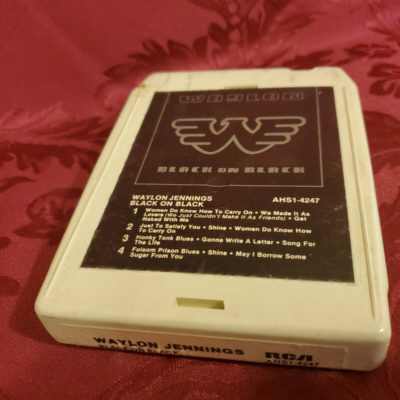 WAYLON
BLACK ON BLACK
WAYLON JENNINGS AHS1-4247
BLACK ON BLACK
1 Women Do Know How To Carry On • We Made It As
Lovers (We Just Couldn't Make It As Friends) • Get
Naked With Me
2 Just To Satisfy You • Shine • Women Do Know How
To Carry On
3 Honky Tonk Blues • Gonna Write A Letter • Song For
The Life
4 Folsom Prison Blues • Shine • May I Borrow Some
Sugar From You
WAYLON JENNINGS RCA
BLACK ON BLACK AHS1-4247